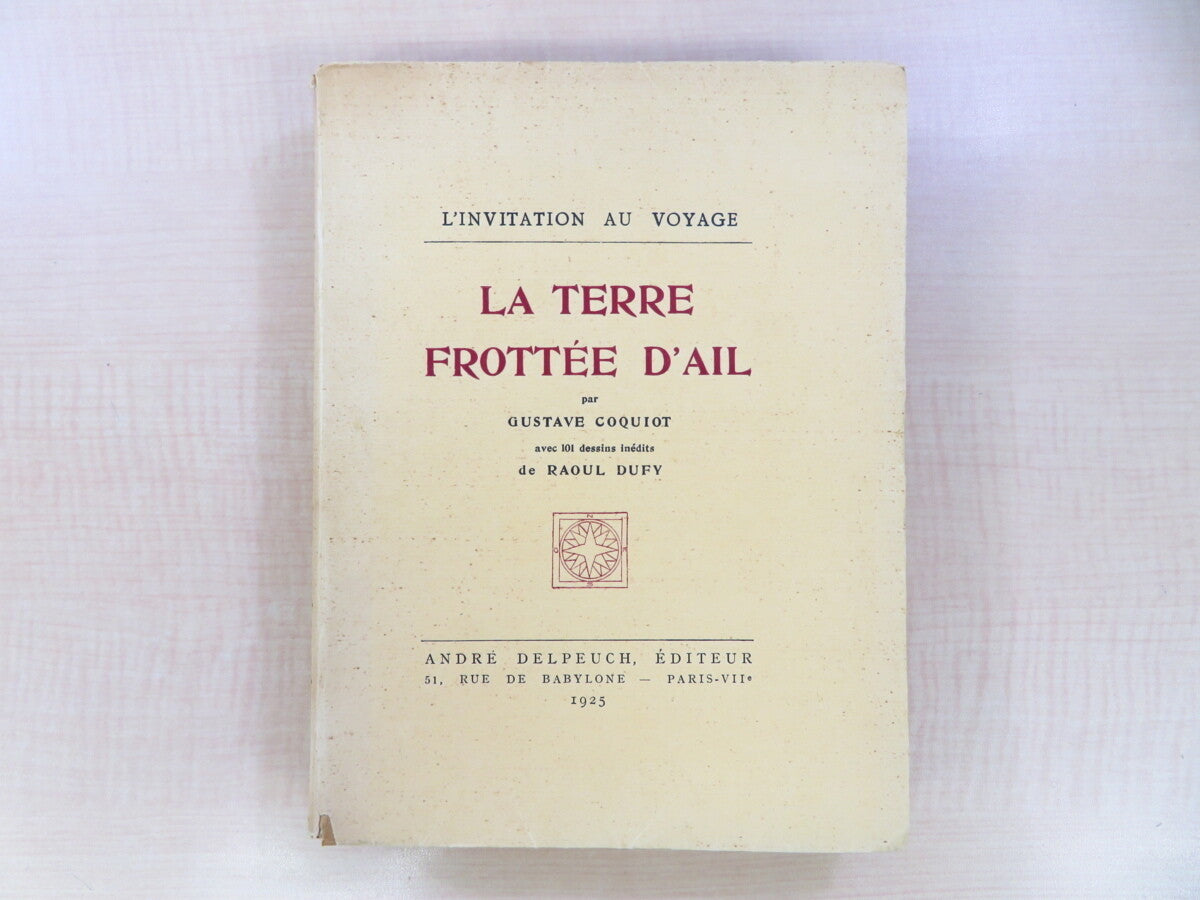 L'INVITATION AU VOYAGE
LA TERRE
FROTTÉE D'AIL
par
GUSTAVE COQUIOT
avec 101 dessins inédits
de RAOUL DUFY
N
O E
S
ANDRÉ DELPEUCH, ÉDITEUR
51, RUE DE BABYLONE — PARIS-VIIe
1925